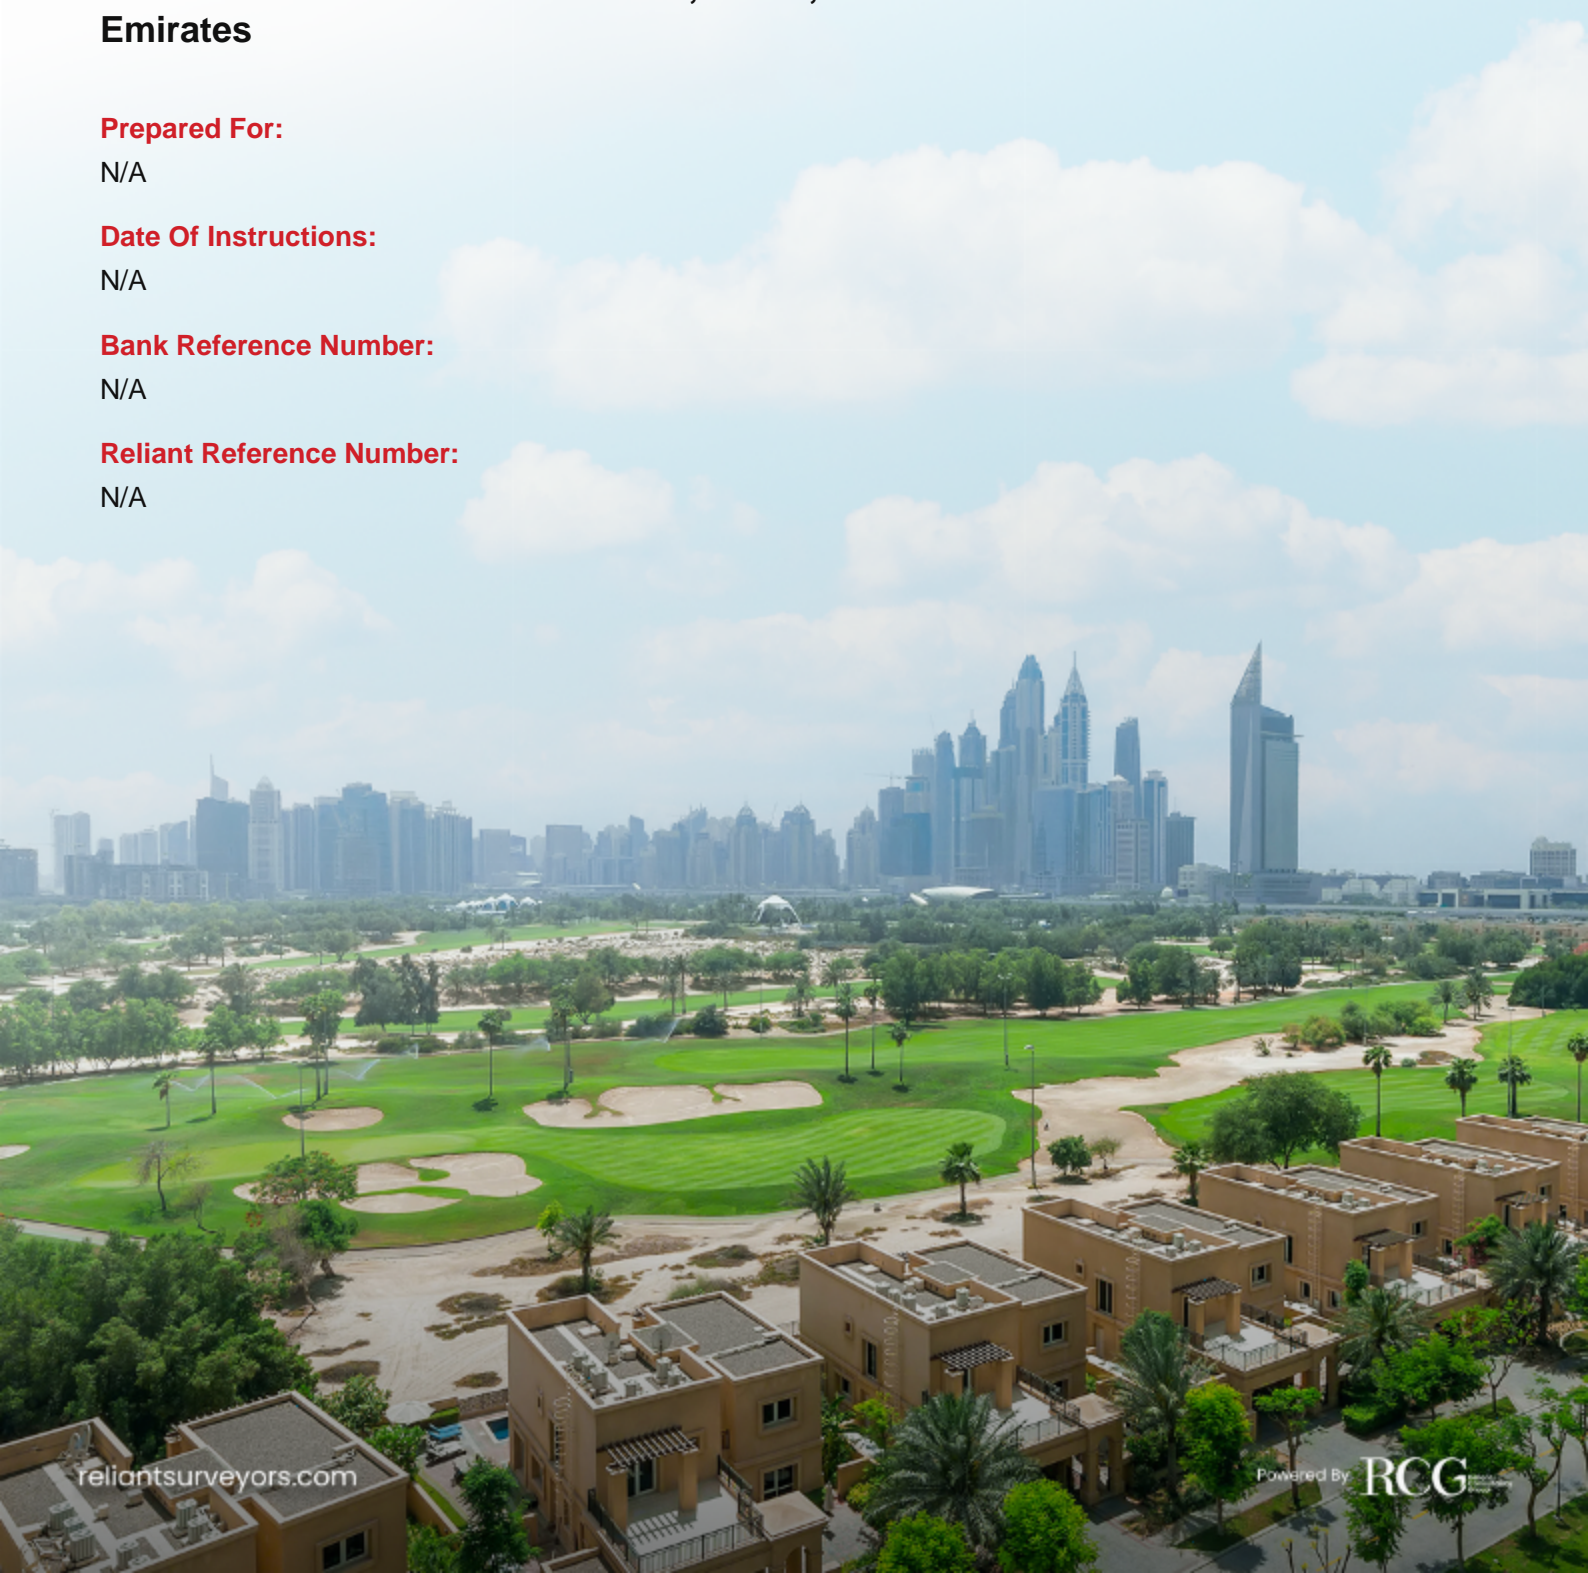 Emirates
Prepared For:
N/A
Date Of Instructions:
N/A
Bank Reference Number:
N/A
Reliant Reference Number:
N/A
reliantsurveyors.com
Powered By RCG